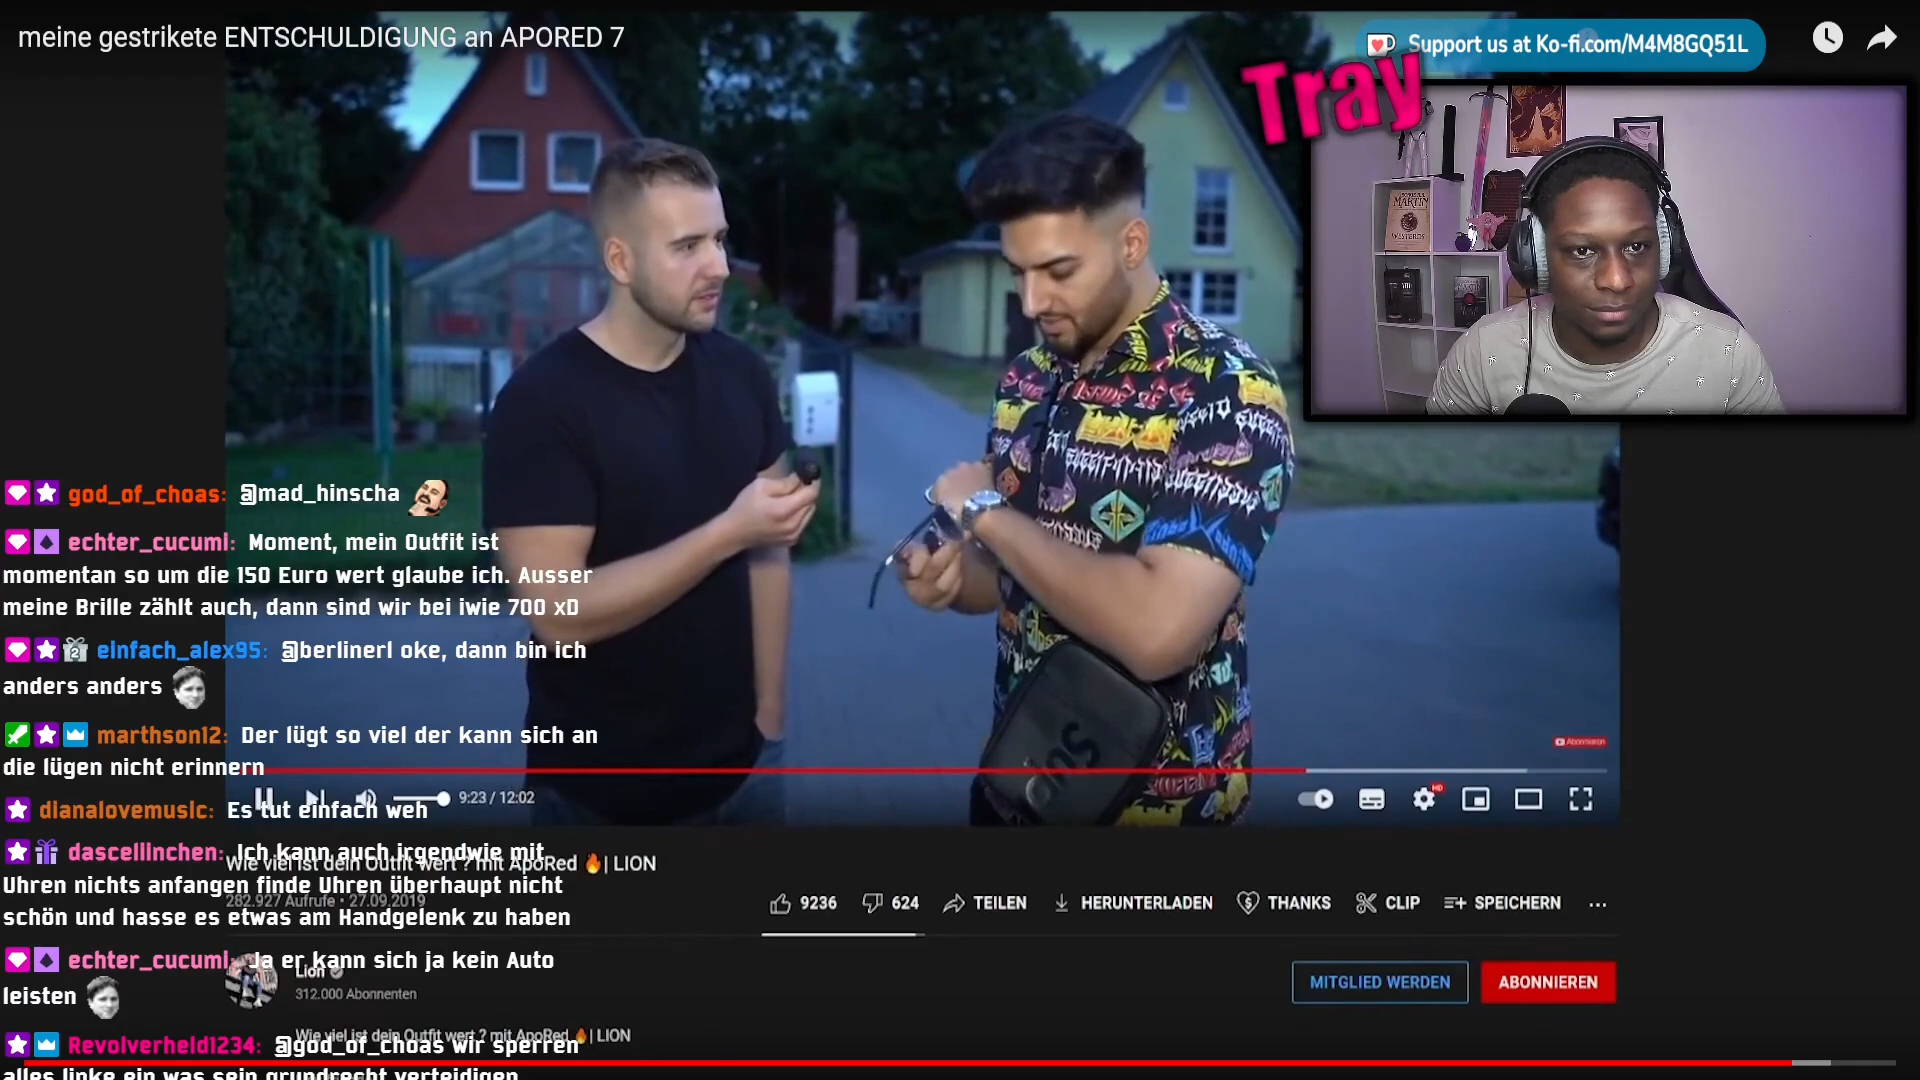 meine gestrikete ENTSCHULDIGUNG an APORED 7
Support us at Ko-fi.com/M4M8GQ51L
Tray
MARTIN
WESTEROS
god_of_choas: @mad_hinscha
echter_cucuml: Moment, mein Outfit ist
momentan so um die 150 Euro wert glaube ich. Ausser
meine Brille zählt auch, dann sind wir bei iwie 700 xD
2 einfach_alex95: @berliner1 oke, dann bin ich
anders anders
marthson12: Der lügt so viel der kann sich an
die lügen nicht erinnern
Abonnieren
9:23 / 12:02
HD
dianalovemusic: Es tut einfach weh
dascellinchen: Ich kann auch irgendwie mit
Uhren nichts anfangen finde Uhren überhaupt nicht
schön und hasse es etwas am Handgelenk zu haben
Wie viel ist dein Outfit wert ? mit ApoRed 🔥| LION
282.927 Aufrufe • 27.09.2019
9236
624
TEILEN
HERUNTERLADEN
THANKS
CLIP
SPEICHERN
...
echter_cucuml: Ja er kann sich ja kein Auto
leisten
Lion
312.000 Abonnenten
MITGLIED WERDEN
ABONNIEREN
Wie viel ist dein Outfit wert ? mit ApoRed 🔥| LION
Revolverheld1234: @god_of_choas wir sperren
alles linke ein was sein grundrecht verteidigen